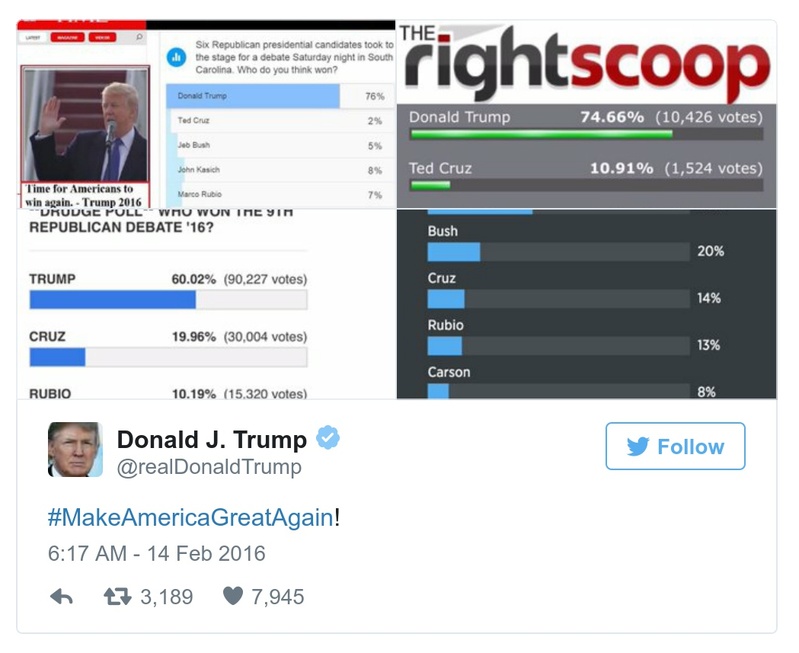 LATEST MAGAZINE VIDEOS
Time for Americans to
win again. - Trump 2016
Six Republican presidential candidates took to
the stage for a debate Saturday night in South
Carolina. Who do you think won?
Donald Trump 76%
Ted Cruz 2%
Jeb Bush 5%
John Kasich 8%
Marco Rubio 7%
THE
rightscoop
Donald Trump 74.66% (10,426 votes)
Ted Cruz 10.91% (1,524 votes)
**DRUDGE POLL** WHO WON THE 9TH
REPUBLICAN DEBATE '16?
TRUMP 60.02% (90,227 votes)
CRUZ 19.96% (30,004 votes)
RUBIO 10.19% (15,320 votes)
Bush
20%
Cruz
14%
Rubio
13%
Carson
8%
Donald J. Trump
@realDonaldTrump
Follow
#MakeAmericaGreatAgain!
6:17 AM - 14 Feb 2016
3,189 7,945